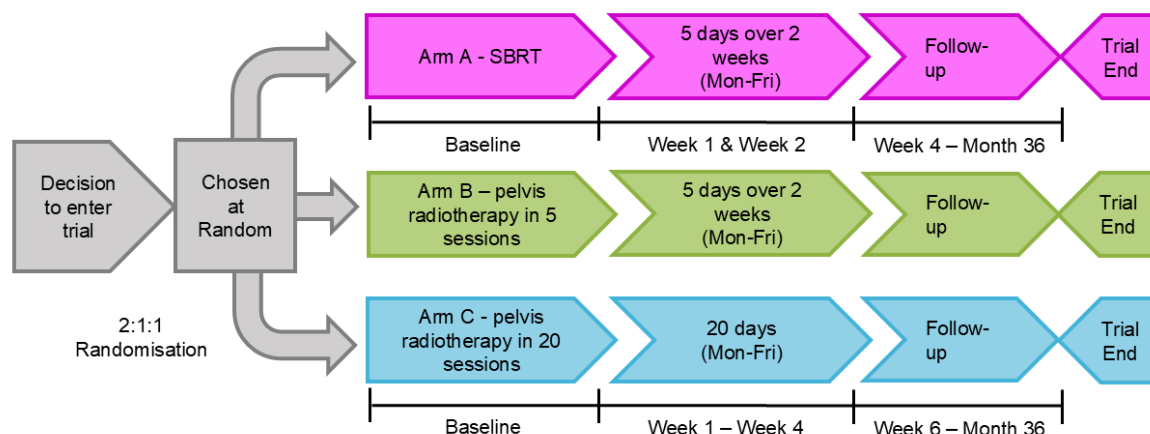 Decision
to enter
trial
Chosen
at
Random
2:1:1
Randomisation
Arm A - SBRT
5 days over 2
weeks
(Mon-Fri)
Follow-
up
Trial
End
Baseline
Week 1 & Week 2
Week 4 – Month 36
Arm B – pelvis
radiotherapy in 5
sessions
5 days over 2
weeks
(Mon-Fri)
Follow-
up
Trial
End
Arm C - pelvis
radiotherapy in 20
sessions
20 days
(Mon-Fri)
Follow-
up
Trial
End
Baseline
Week 1 – Week 4
Week 6 – Month 36